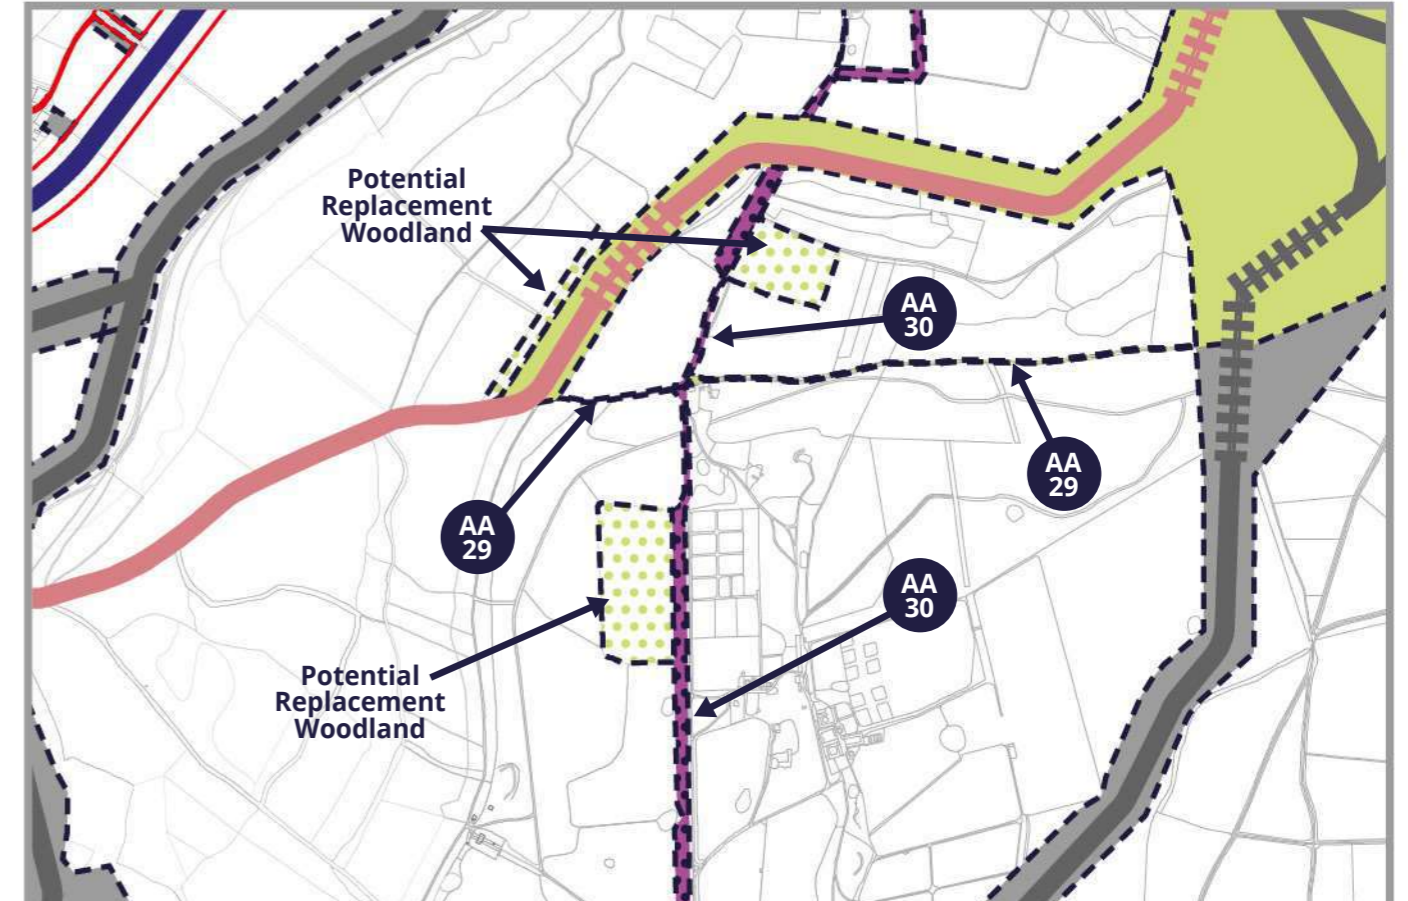 Potential
Replacement
Woodland
AA
30
AA
29
AA
29
AA
30
Potential
Replacement
Woodland